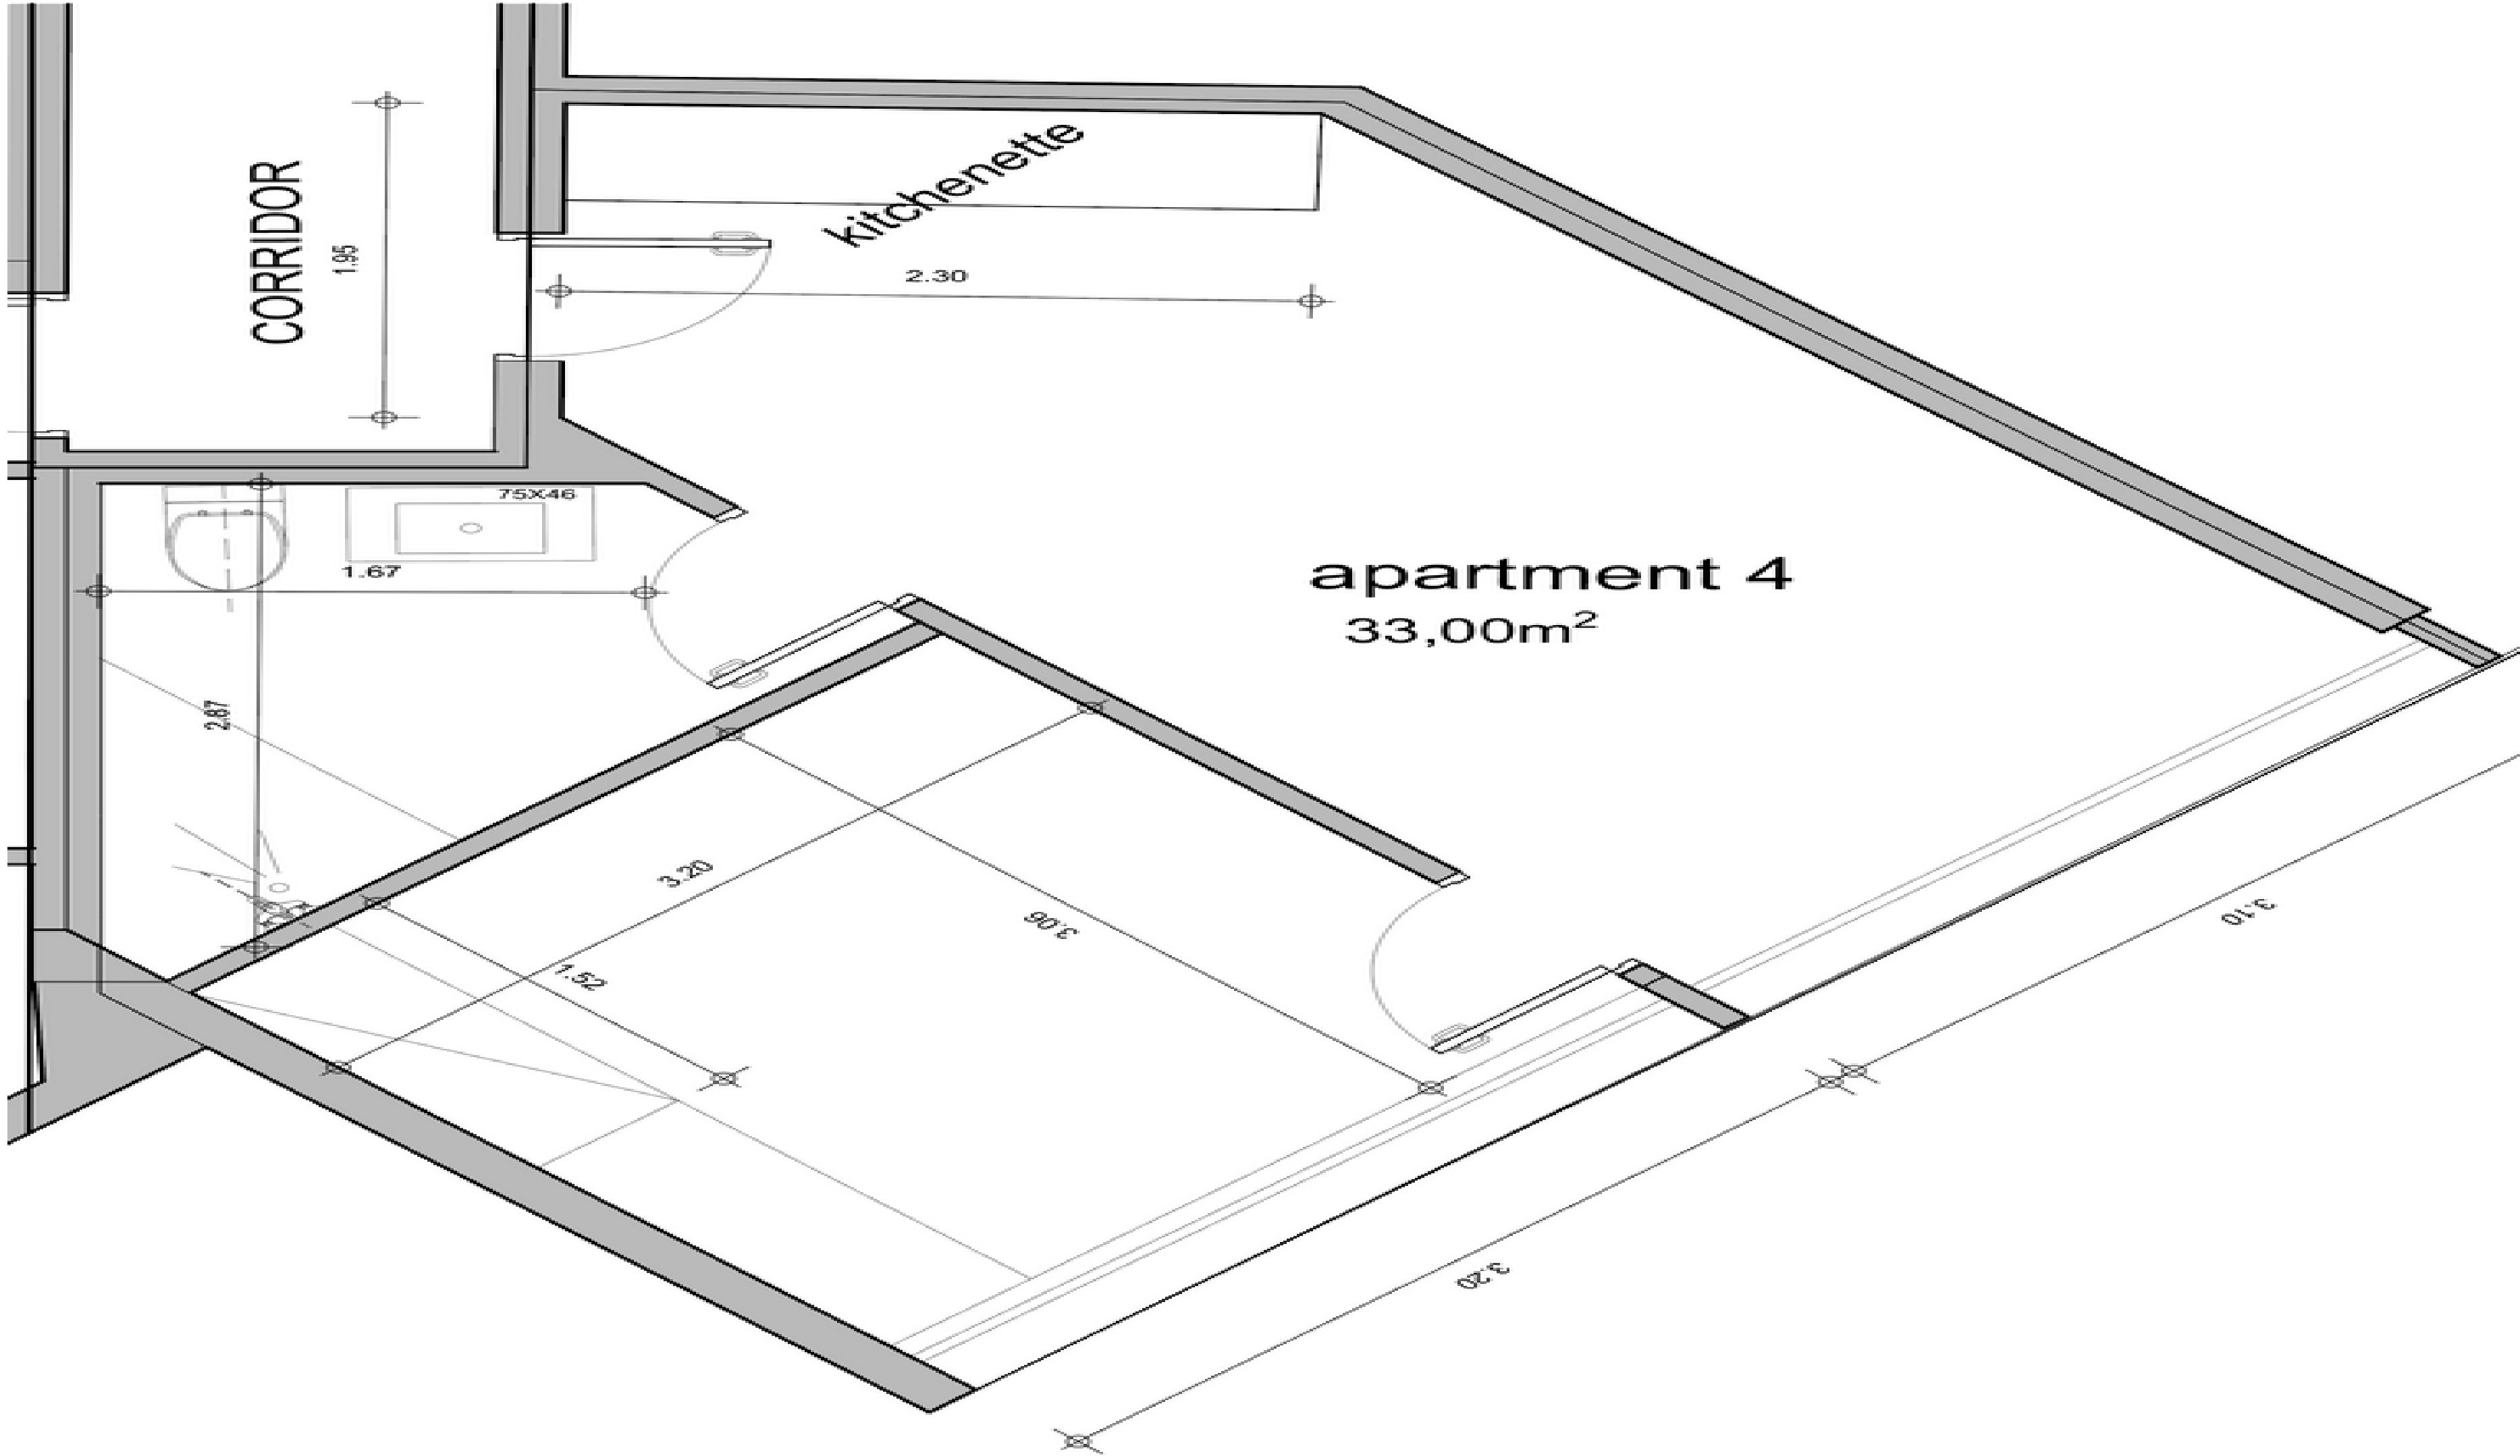 CORRIDOR
1.95
kitchenette
2.30
75X46
1.67
apartment 4
33,00m²
2.87
3.20
3.06
1.52
3.10
3.20